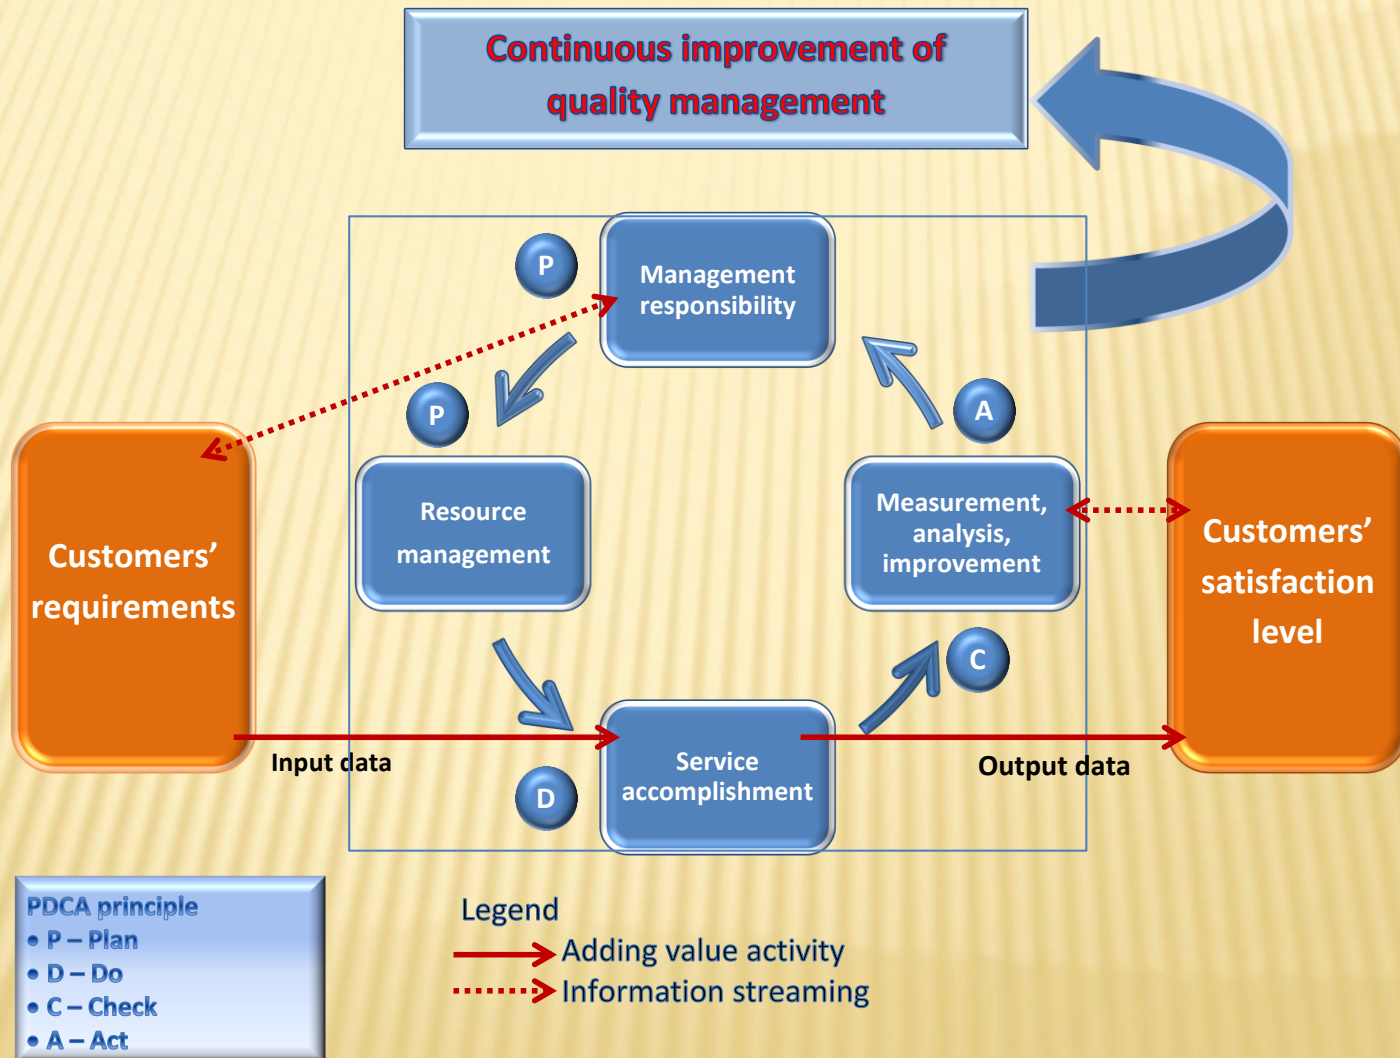 Continuous improvement of
quality management
P
Management
responsibility
P
A
Customers’
requirements
Resource
management
Measurement,
analysis,
improvement
Customers’
satisfaction
level
C
Input data
D
Service
accomplishment
Output data
PDCA principle
• P – Plan
• D – Do
• C – Check
• A – Act
Legend
Adding value activity
Information streaming